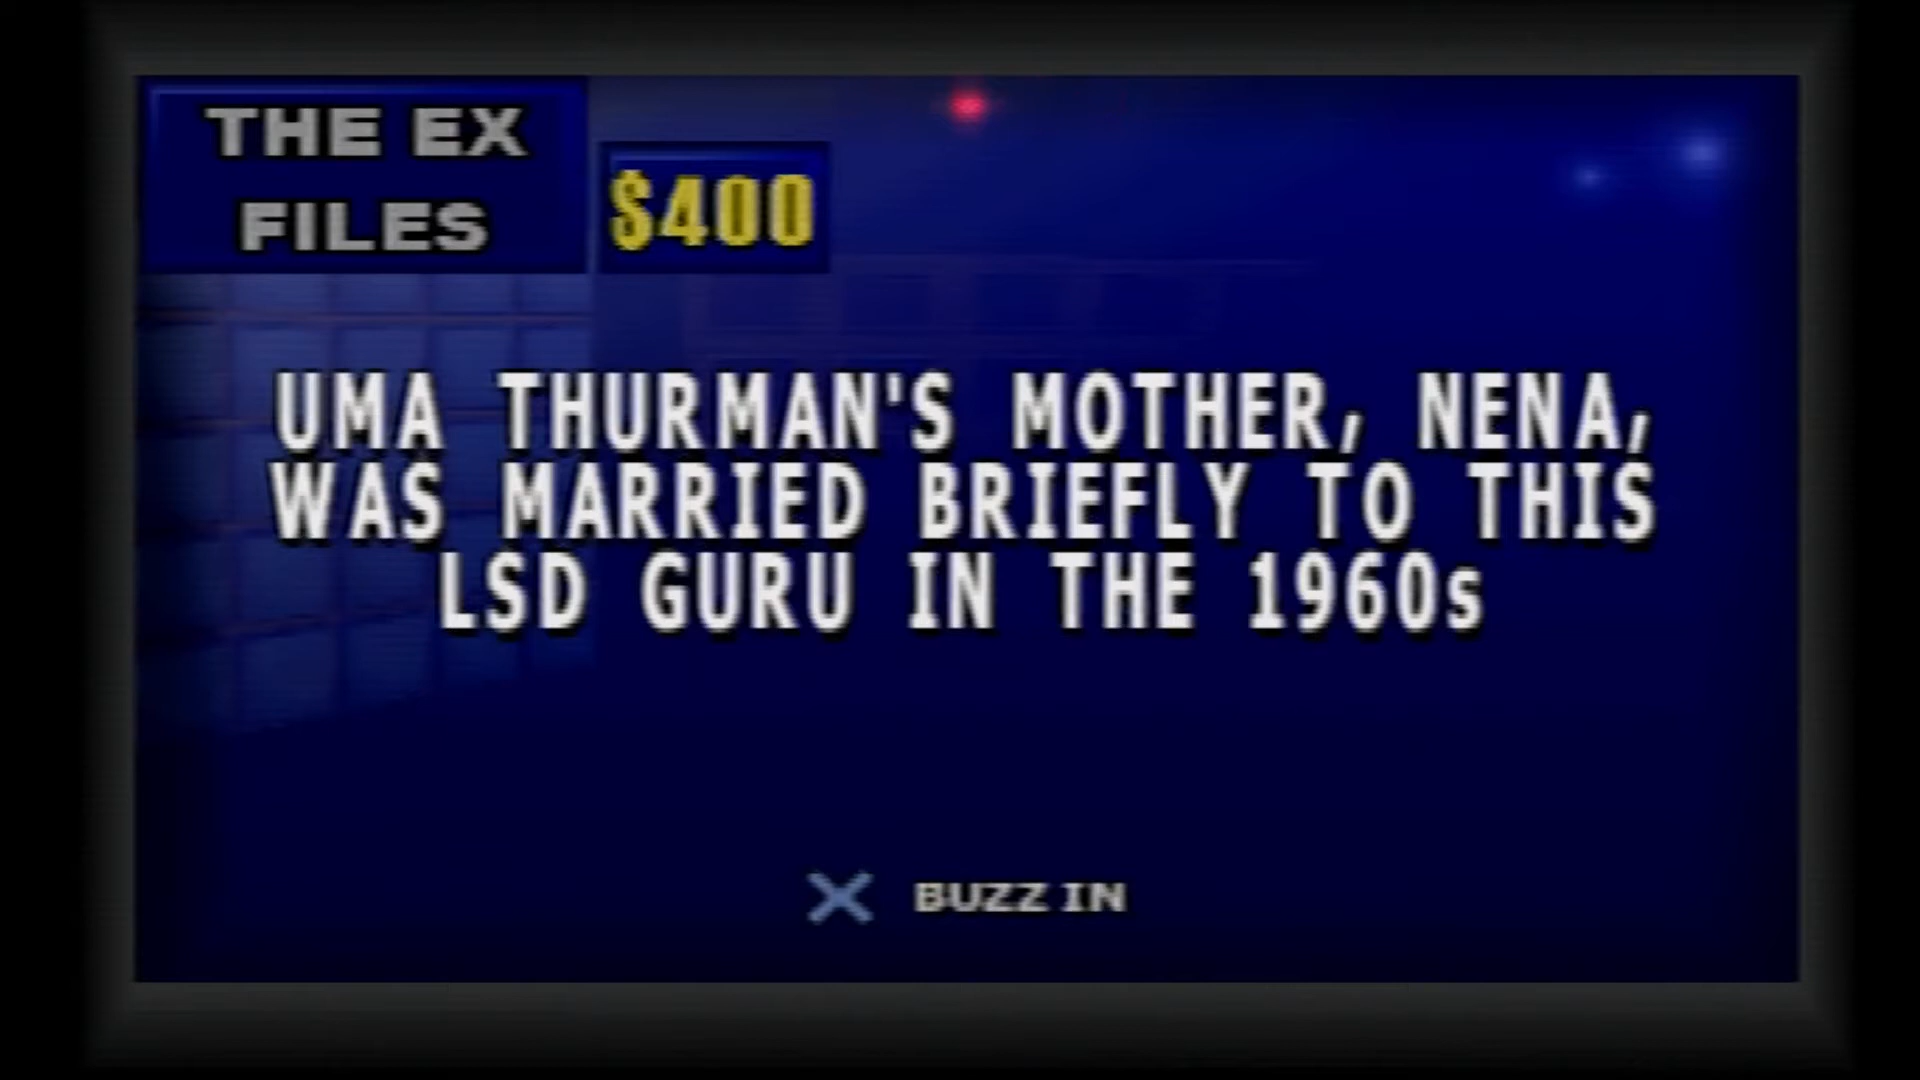 THE EX
FILES
$400
UMA THURMAN'S MOTHER, NENA,
WAS MARRIED BRIEFLY TO THIS
LSD GURU IN THE 1960s
BUZZ IN